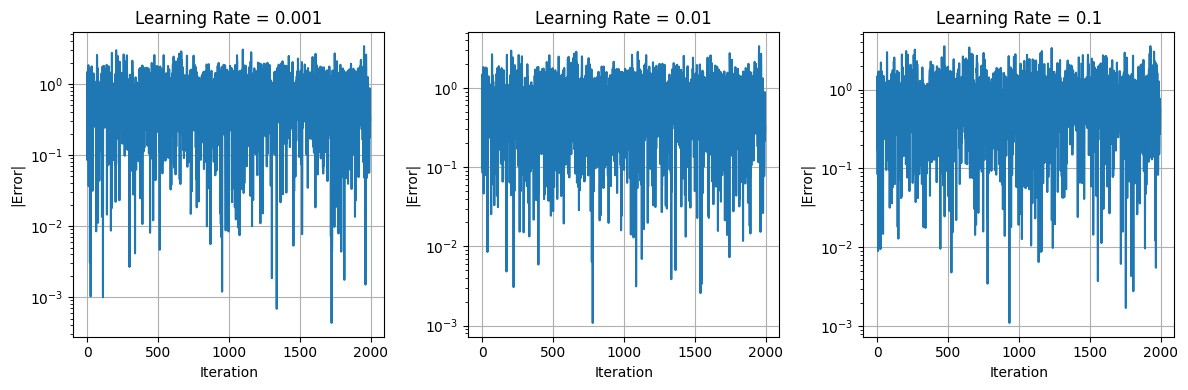 Learning Rate = 0.001
|Error|
10^0
10^-1
10^-2
10^-3
0 500 1000 1500 2000
Iteration
Learning Rate = 0.01
|Error|
10^0
10^-1
10^-2
10^-3
0 500 1000 1500 2000
Iteration
Learning Rate = 0.1
|Error|
10^0
10^-1
10^-2
10^-3
0 500 1000 1500 2000
Iteration